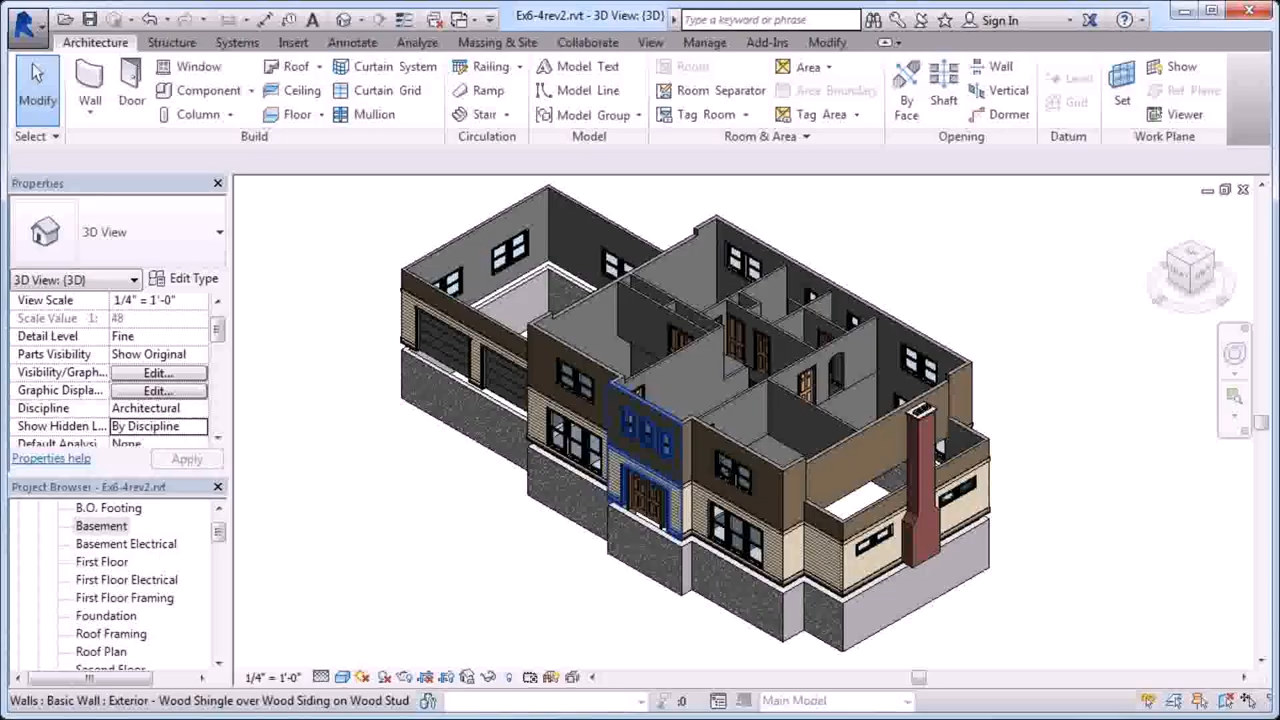 Ex6-4rev2.rvt - 3D View: {3D}
Type a keyword or phrase
Sign In
Architecture Structure Systems Insert Annotate Analyze Massing & Site Collaborate View Manage Add-Ins Modify
Modify
Select
Wall
Door
Window
Component
Column
Roof
Ceiling
Floor
Curtain System
Curtain Grid
Mullion
Build
Railing
Ramp
Stair
Circulation
Model Text
Model Line
Model Group
Model
Room
Room Separator
Tag Room
Area
Area Boundary
Tag Area
Room & Area
By
Face
Shaft
Wall
Vertical
Dormer
Opening
Level
Grid
Datum
Set
Show
Ref Plane
Viewer
Work Plane
Properties
3D View
3D View: {3D} Edit Type
View Scale 1/4" = 1'-0"
Scale Value 1: 48
Detail Level Fine
Parts Visibility Show Original
Visibility/Graph... Edit...
Graphic Displa... Edit...
Discipline Architectural
Show Hidden L... By Discipline
Default Analysi None
Properties help Apply
Project Browser - Ex6-4rev2.rvt
B.O. Footing
Basement
Basement Electrical
First Floor
First Floor Electrical
First Floor Framing
Foundation
Roof Framing
Roof Plan
Second Floor
1/4" = 1'-0"
Walls : Basic Wall : Exterior - Wood Shingle over Wood Siding on Wood Stud
:0
Main Model